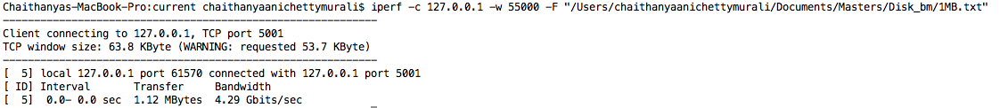 Chaithanyas-MacBook-Pro:current chaithanyaanichettymurali$ iperf -c 127.0.0.1 -w 55000 -F "/Users/chaithanyaanichettymurali/Documents/Masters/Disk_bm/1MB.txt"
------------------------------------------------------------
Client connecting to 127.0.0.1, TCP port 5001
TCP window size: 63.8 KByte (WARNING: requested 53.7 KByte)
------------------------------------------------------------
[  5] local 127.0.0.1 port 61570 connected with 127.0.0.1 port 5001
[ ID] Interval       Transfer     Bandwidth
[  5]  0.0- 0.0 sec  1.12 MBytes  4.29 Gbits/sec